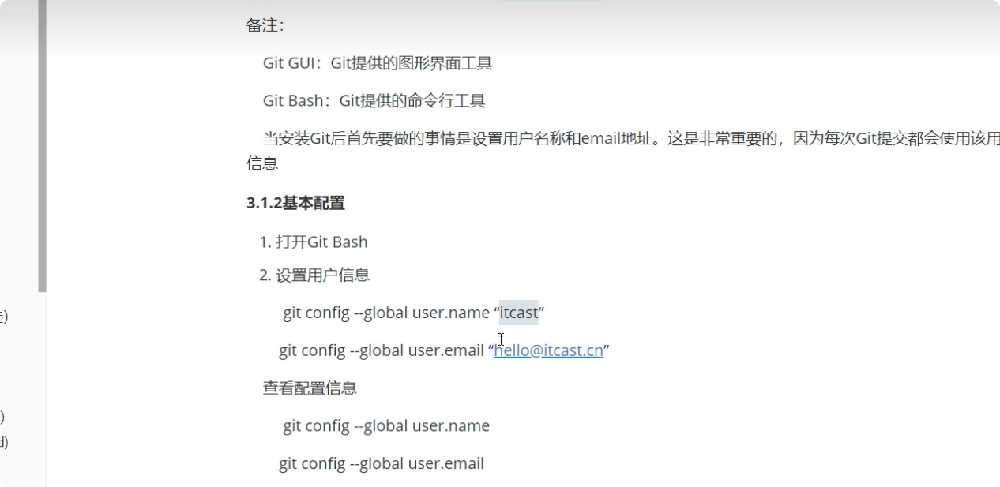 备注：
Git GUI：Git提供的图形界面工具
Git Bash：Git提供的命令行工具
当安装Git后首先要做的事情是设置用户名称和email地址。这是非常重要的，因为每次Git提交都会使用该用
信息
3.1.2基本配置
1. 打开Git Bash
2. 设置用户信息
git config --global user.name “itcast”
git config --global user.email “hello@itcast.cn”
查看配置信息
git config --global user.name
git config --global user.email
)
d)